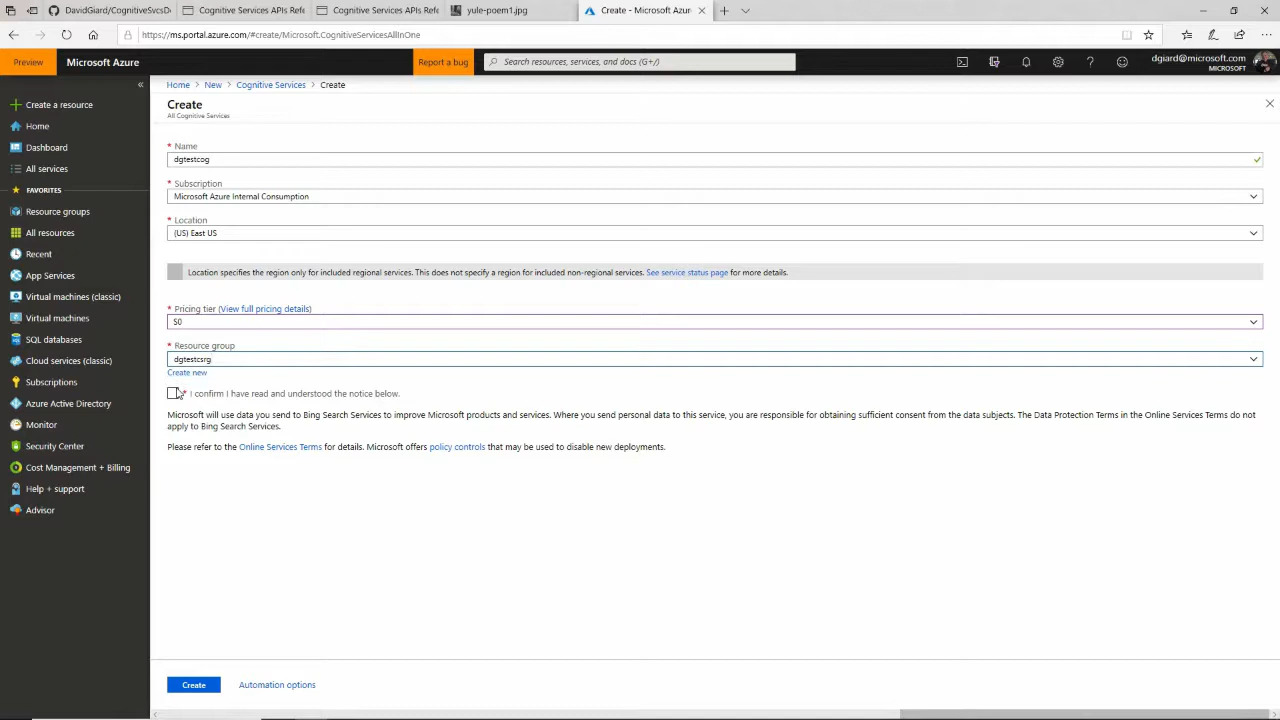 DavidGiard/CognitiveSvcsD
Cognitive Services APIs Refe
Cognitive Services APIs Refe
yule-poem1.jpg
Create - Microsoft Azur
https://ms.portal.azure.com/#create/Microsoft.CognitiveServicesAllInOne
Preview
Microsoft Azure
Report a bug
Search resources, services, and docs (G+/)
dgiard@microsoft.com
MICROSOFT
Create a resource
Home
Dashboard
All services
FAVORITES
Resource groups
All resources
Recent
App Services
Virtual machines (classic)
Virtual machines
SQL databases
Cloud services (classic)
Subscriptions
Azure Active Directory
Monitor
Security Center
Cost Management + Billing
Help + support
Advisor
Home > New > Cognitive Services > Create
Create
All Cognitive Services
* Name
dgtestcog
* Subscription
Microsoft Azure Internal Consumption
* Location
(US) East US
Location specifies the region only for included regional services. This does not specify a region for included non-regional services. See service status page for more details.
* Pricing tier (View full pricing details)
S0
* Resource group
dgtestcsrg
Create new
* I confirm I have read and understood the notice below.
Microsoft will use data you send to Bing Search Services to improve Microsoft products and services. Where you send personal data to this service, you are responsible for obtaining sufficient consent from the data subjects. The Data Protection Terms in the Online Services Terms do not
apply to Bing Search Services.
Please refer to the Online Services Terms for details. Microsoft offers policy controls that may be used to disable new deployments.
Create
Automation options